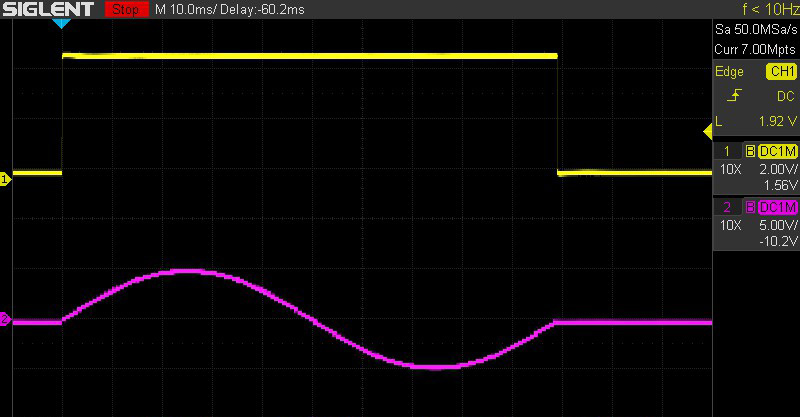 SIGLENT Stop M 10.0ms/ Delay:-60.2ms f < 10Hz
Sa 50.0MSa/s
Curr 7.00Mpts
Edge CH1
DC
L 1.92 V
1 B DC1M
10X 2.00V/
1.56V
2 B DC1M
10X 5.00V/
-10.2V
1
2